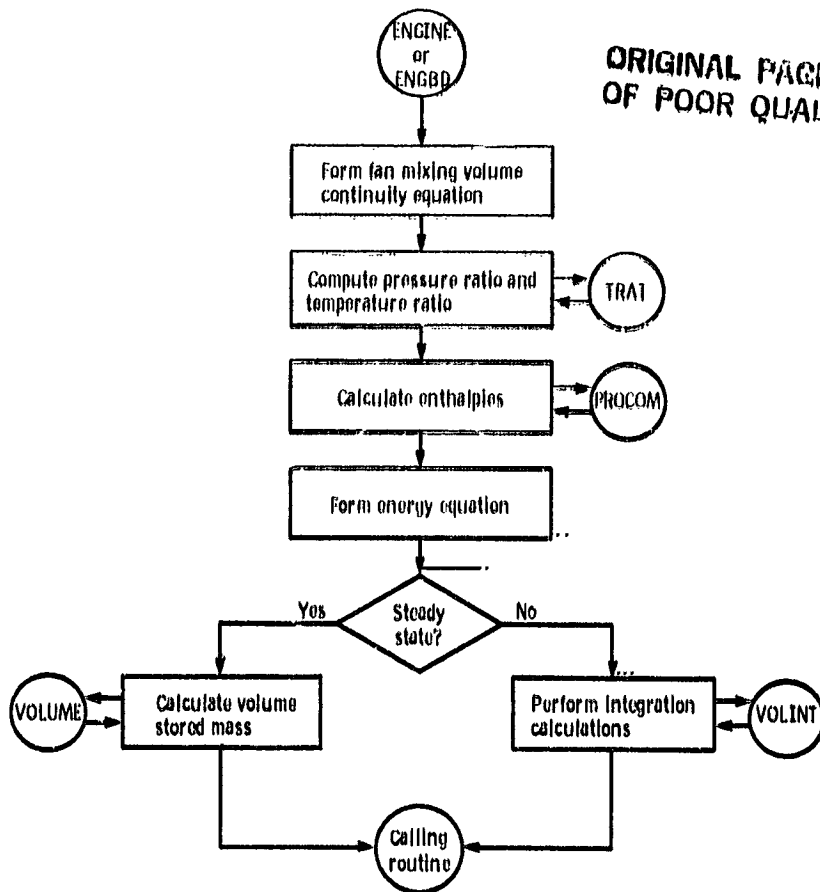 ENGINE
or
ENGBD
ORIGINAL PAG
OF POOR QUAL
Form fan mixing volume
continuity equation
Compute pressure ratio and
temperature ratio
TRAT
Calculate enthalpies
PROCOM
Form energy equation
Steady
state?
Yes
No
VOLUME
Calculate volume
stored mass
Perform integration
calculations
VOLINT
Calling
routine